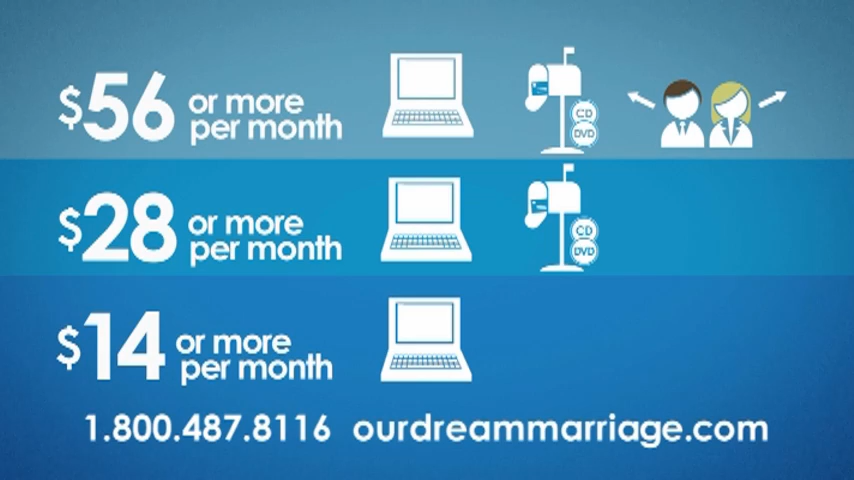 $56 or more
per month
CD
DVD
$28 or more
per month
CD
DVD
$14 or more
per month
1.800.487.8116 ourdreammarriage.com